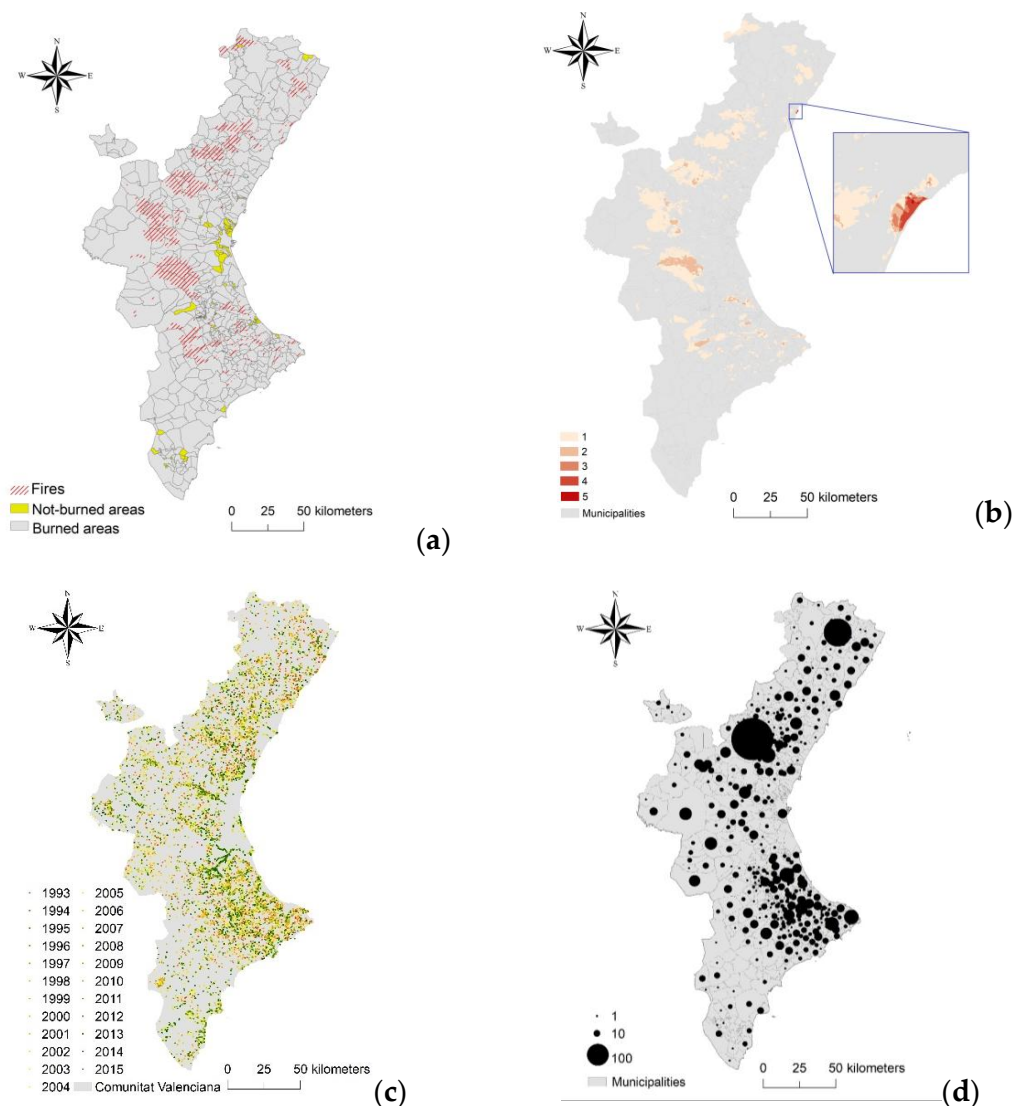 N
W E
S
Fires
Not-burned areas
Burned areas
0 25 50 kilometers
(a)
N
W E
S
1
2
3
4
5
Municipalities
0 25 50 kilometers
(b)
N
W E
S
1993 2005
1994 2006
1995 2007
1996 2008
1997 2009
1998 2010
1999 2011
2000 2012
2001 2013
2002 2014
2003 2015
2004 Comunitat Valenciana
0 25 50 kilometers
(c)
N
W E
S
1
10
100
Municipalities
0 25 50 kilometers
(d)